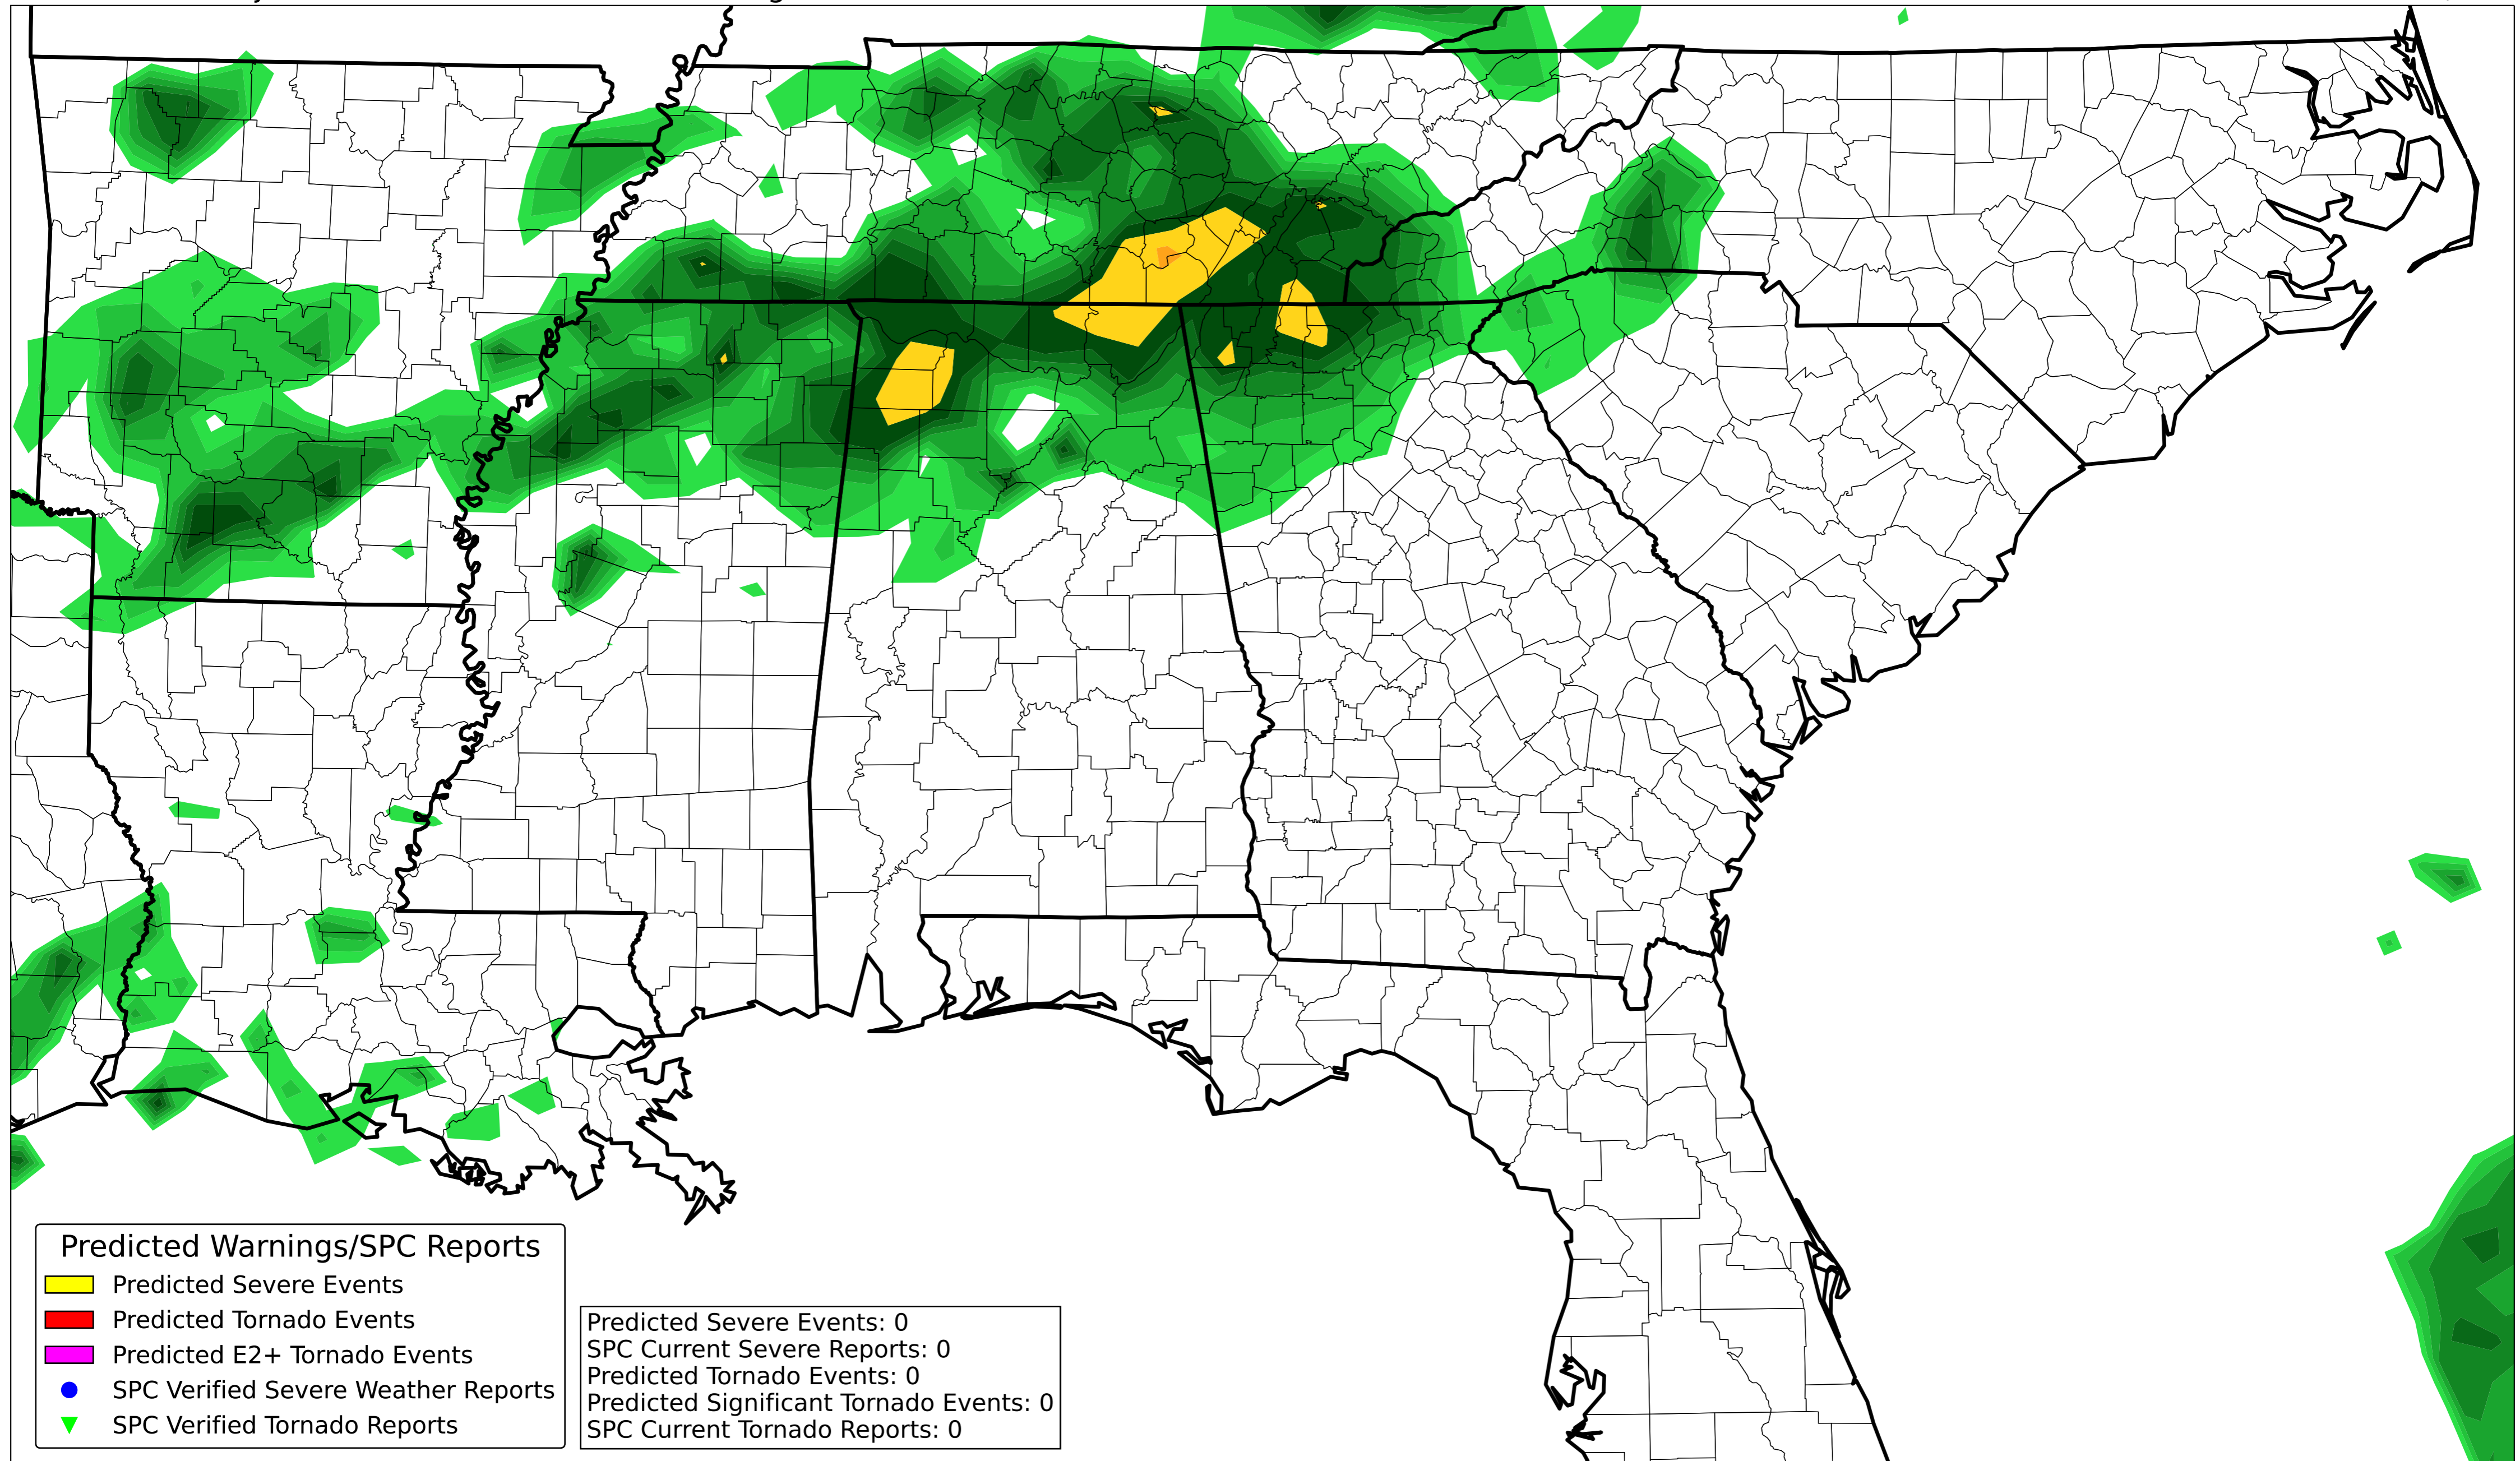 Predicted Warnings/SPC Reports
Predicted Severe Events
Predicted Tornado Events
Predicted E2+ Tornado Events
SPC Verified Severe Weather Reports
SPC Verified Tornado Reports
Predicted Severe Events: 0
SPC Current Severe Reports: 0
Predicted Tornado Events: 0
Predicted Significant Tornado Events: 0
SPC Current Tornado Reports: 0